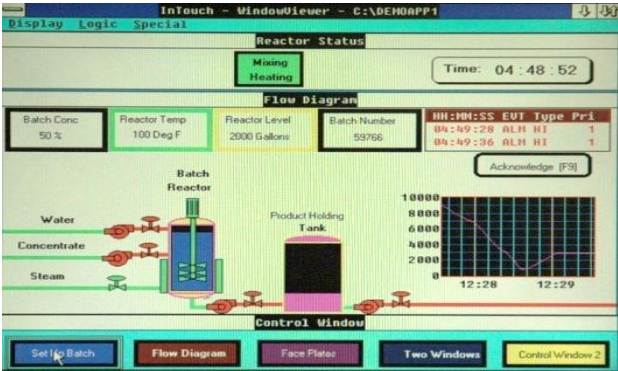 InTouch - WindowViewer - C:\DEMOAPP1
Display Logic Special
Reactor Status
Mixing
Heating
Time: 04:48:52
Flow Diagram
Batch Conc
50 %
Reactor Temp
100 Deg F
Reactor Level
2000 Gallons
Batch Number
59766
HH:MM:SS EVT Type Pri
04:49:28 ALM HI 1
04:49:36 ALM HI 1
Acknowledge [F9]
Batch
Reactor
Water
Concentrate
Steam
Product Holding
Tank
10000
8000
6000
4000
2000
0
12:28 12:29
Control Window
Set Up Batch
Flow Diagram
Face Plates
Two Windows
Control Window 2